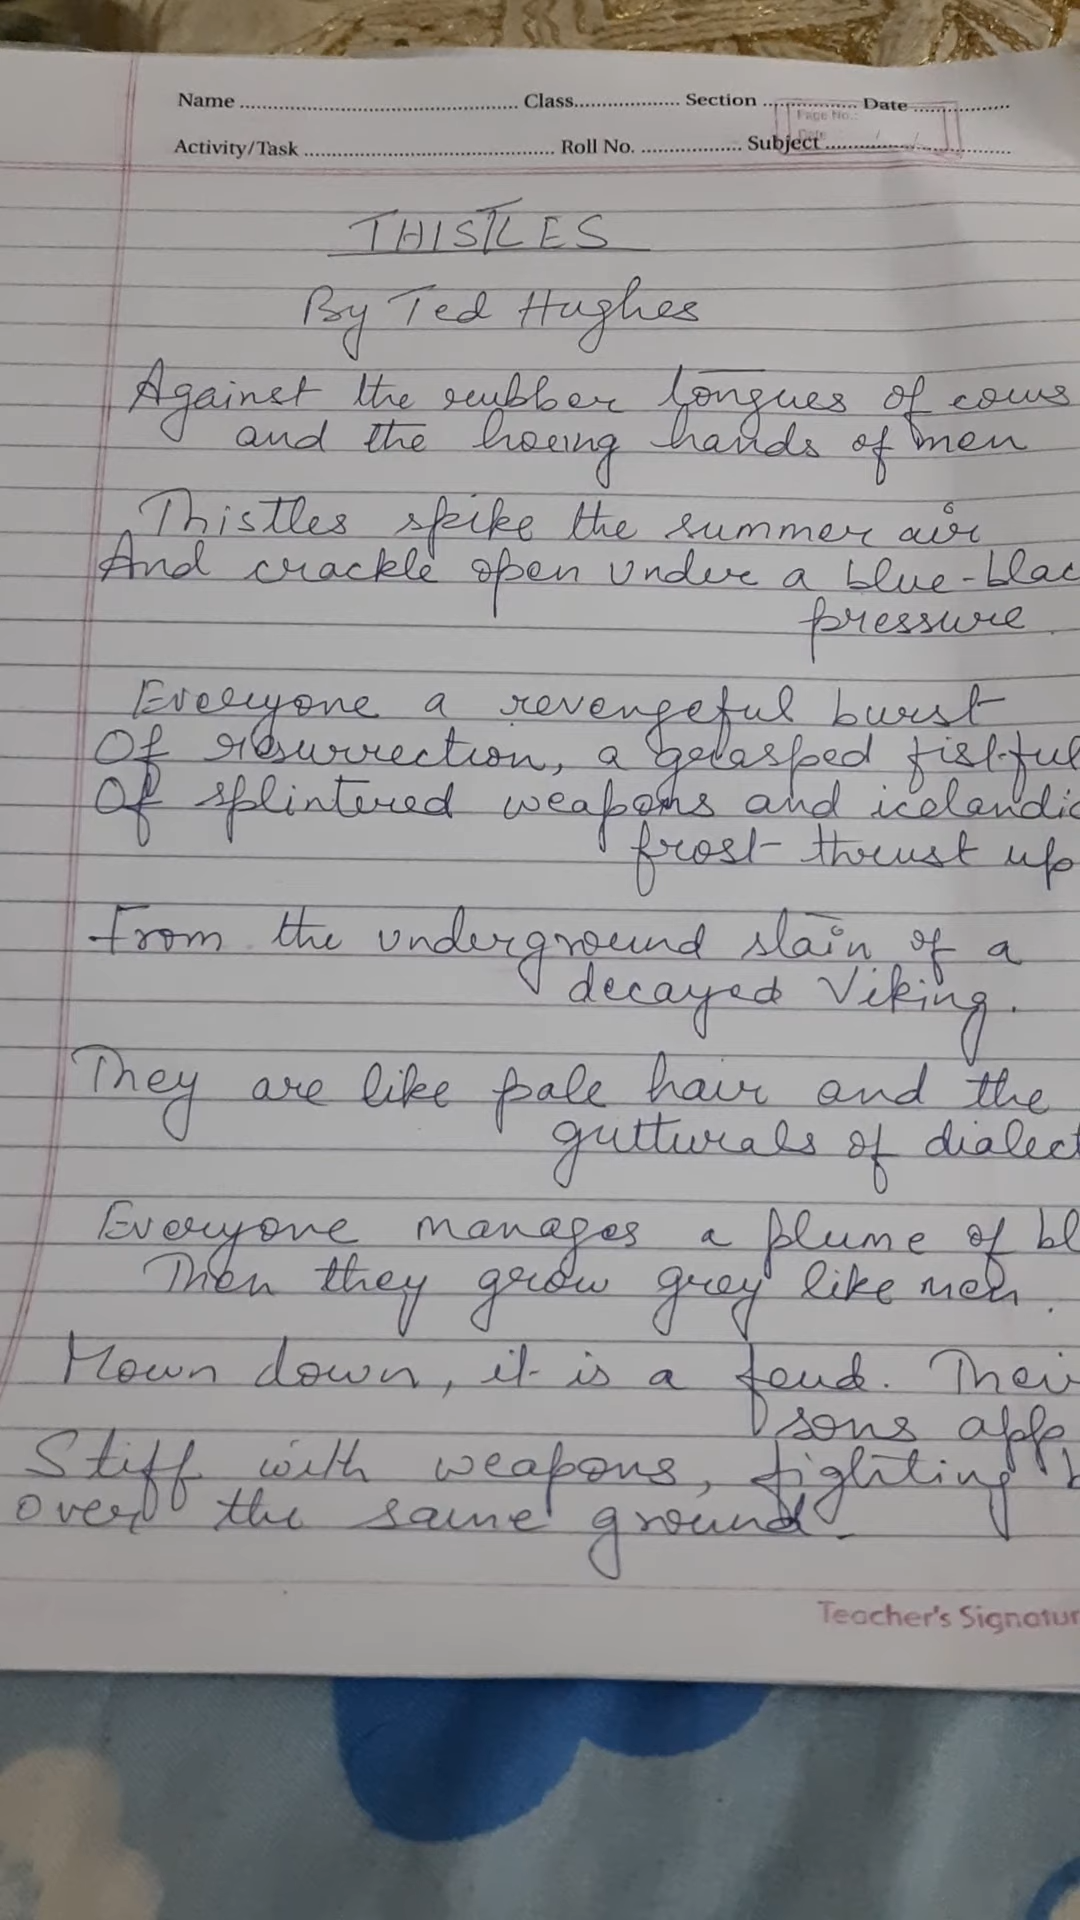 Name ........ Class........ Section ........ Date ........
Page No.:
Date
Activity/Task ........ Roll No. ........ Subject ........
THISTLES
By Ted Hughes
Against the rubber tongues of cows
and the hoeing hands of men
Thistles spike the summer air
And crackle open under a blue-blac
pressure
Everyone a revengeful burst
Of resurrection, a grasped fistful
Of splintered weapons and icelandic
frost thrust up
From the underground stain of a
decayed Viking.
They are like pale hair and the
gutturals of dialect
Everyone manages a plume of bl
Then they grow grey like men.
Mown down, it is a feud. Their
sons app
Stiff with weapons, fighting b
over the same ground.
Teacher's Signatur